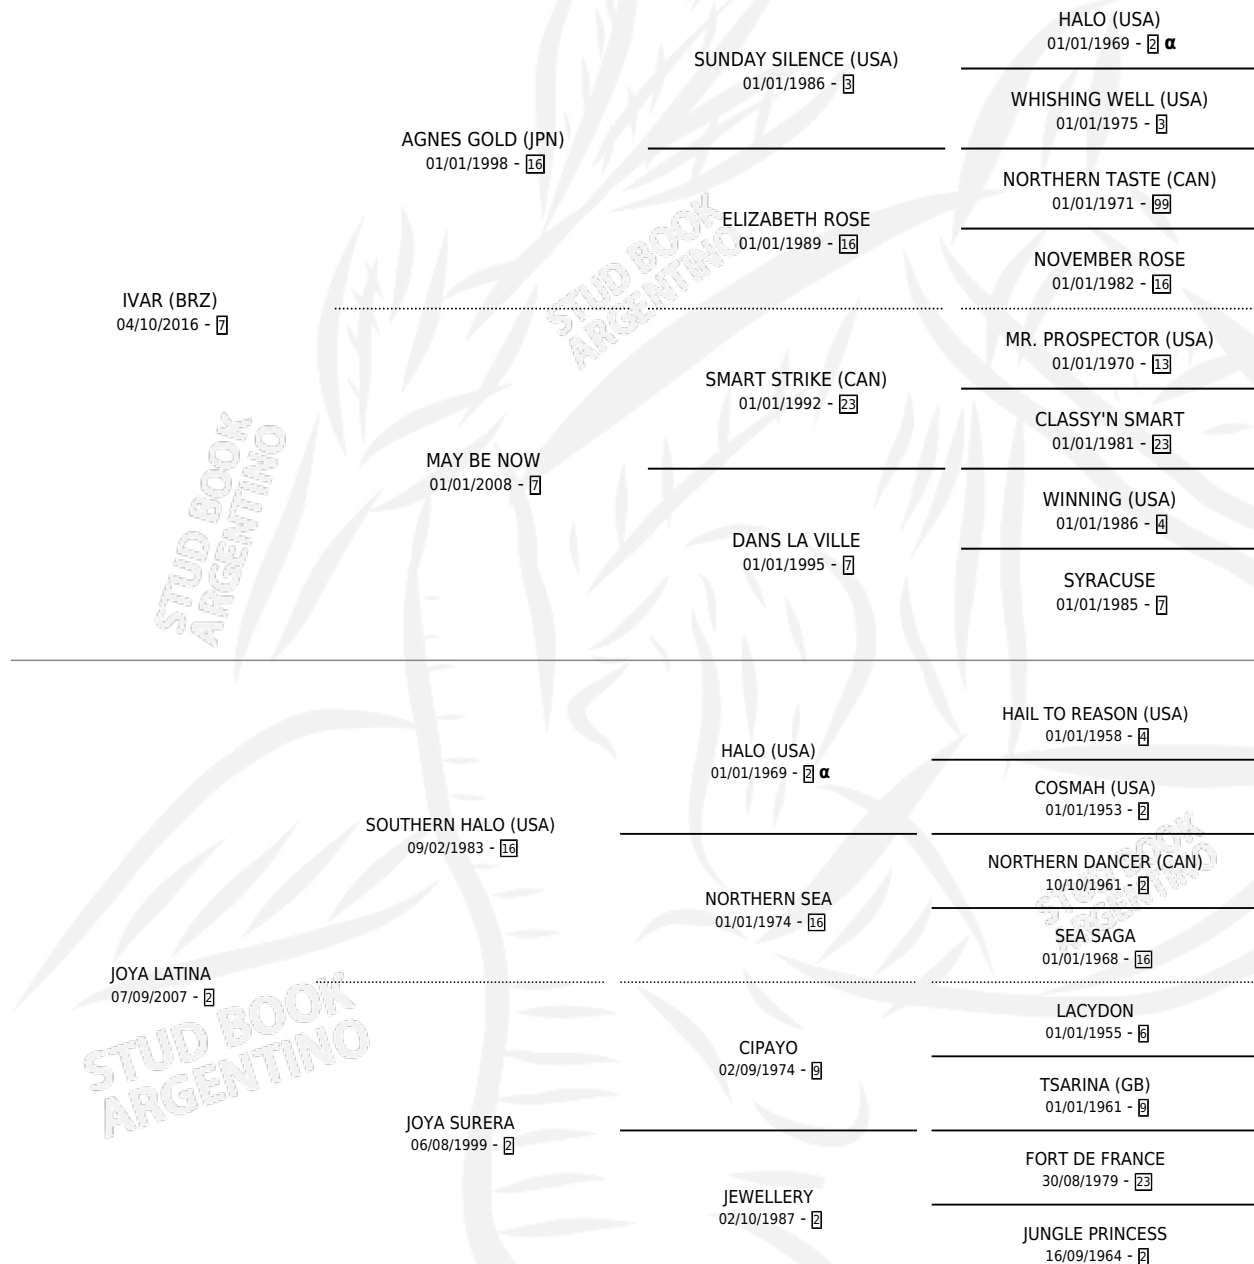 HALO (USA)
01/01/1969 - 2 α
SUNDAY SILENCE (USA)
01/01/1986 - 3
WHISHING WELL (USA)
01/01/1975 - 3
AGNES GOLD (JPN)
01/01/1998 - 16
NORTHERN TASTE (CAN)
01/01/1971 - 99
ELIZABETH ROSE
01/01/1989 - 16
NOVEMBER ROSE
01/01/1982 - 16
IVAR (BRZ)
04/10/2016 - 7
MR. PROSPECTOR (USA)
01/01/1970 - 13
SMART STRIKE (CAN)
01/01/1992 - 23
CLASSY'N SMART
01/01/1981 - 23
MAY BE NOW
01/01/2008 - 7
WINNING (USA)
01/01/1986 - 4
DANS LA VILLE
01/01/1995 - 7
SYRACUSE
01/01/1985 - 7
HAIL TO REASON (USA)
01/01/1958 - 4
HALO (USA)
01/01/1969 - 2 α
COSMAH (USA)
01/01/1953 - 2
SOUTHERN HALO (USA)
09/02/1983 - 16
NORTHERN DANCER (CAN)
10/10/1961 - 2
NORTHERN SEA
01/01/1974 - 16
SEA SAGA
01/01/1968 - 16
JOYA LATINA
07/09/2007 - 2
LACYDON
01/01/1955 - 6
CIPAYO
02/09/1974 - 9
TSARINA (GB)
01/01/1961 - 9
JOYA SURERA
06/08/1999 - 2
FORT DE FRANCE
30/08/1979 - 23
JEWELLERY
02/10/1987 - 2
JUNGLE PRINCESS
16/09/1964 - 2
STUD BOOK
ARGENTINO
STUD BOOK
ARGENTINO
STUD BOOK
ARGENTINO
STUD BOOK
ARGENTINO